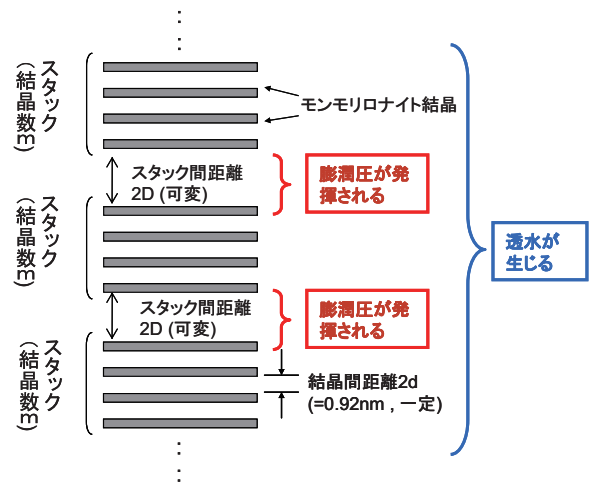 スタック
(結晶数m)
モンモリロナイト結晶
スタック間距離
2D (可変)
膨潤圧が発
揮される
スタック
(結晶数m)
透水が
生じる
スタック間距離
2D (可変)
膨潤圧が発
揮される
スタック
(結晶数m)
結晶間距離2d
(=0.92nm , 一定)